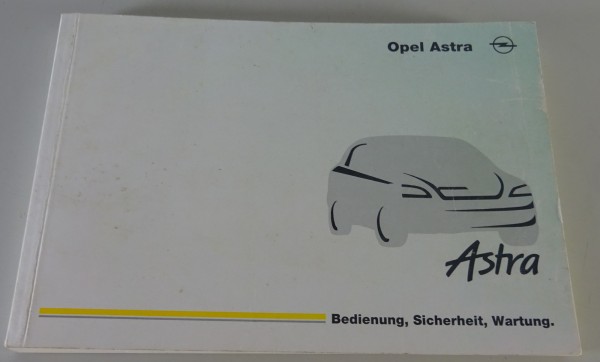 Opel Astra
Astra
Bedienung, Sicherheit, Wartung.